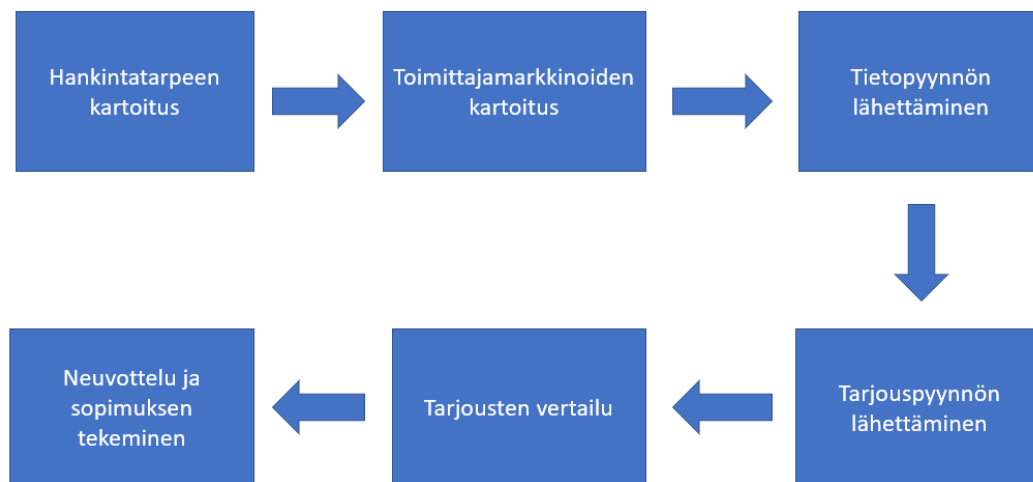 Hankintatarpeen
kartoitus
Toimittajamarkkinoiden
kartoitus
Tietopyynnön
lähettäminen
Tarjouspyynnön
lähettäminen
Tarjousten vertailu
Neuvottelu ja
sopimuksen
tekeminen